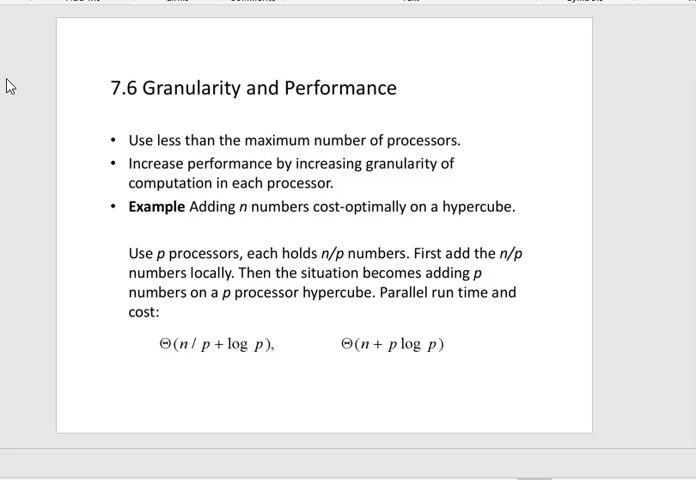 7.6 Granularity and Performance
• Use less than the maximum number of processors.
• Increase performance by increasing granularity of
computation in each processor.
• Example Adding n numbers cost-optimally on a hypercube.
Use p processors, each holds n/p numbers. First add the n/p
numbers locally. Then the situation becomes adding p
numbers on a p processor hypercube. Parallel run time and
cost:
Θ(n / p + log p), Θ(n + p log p)